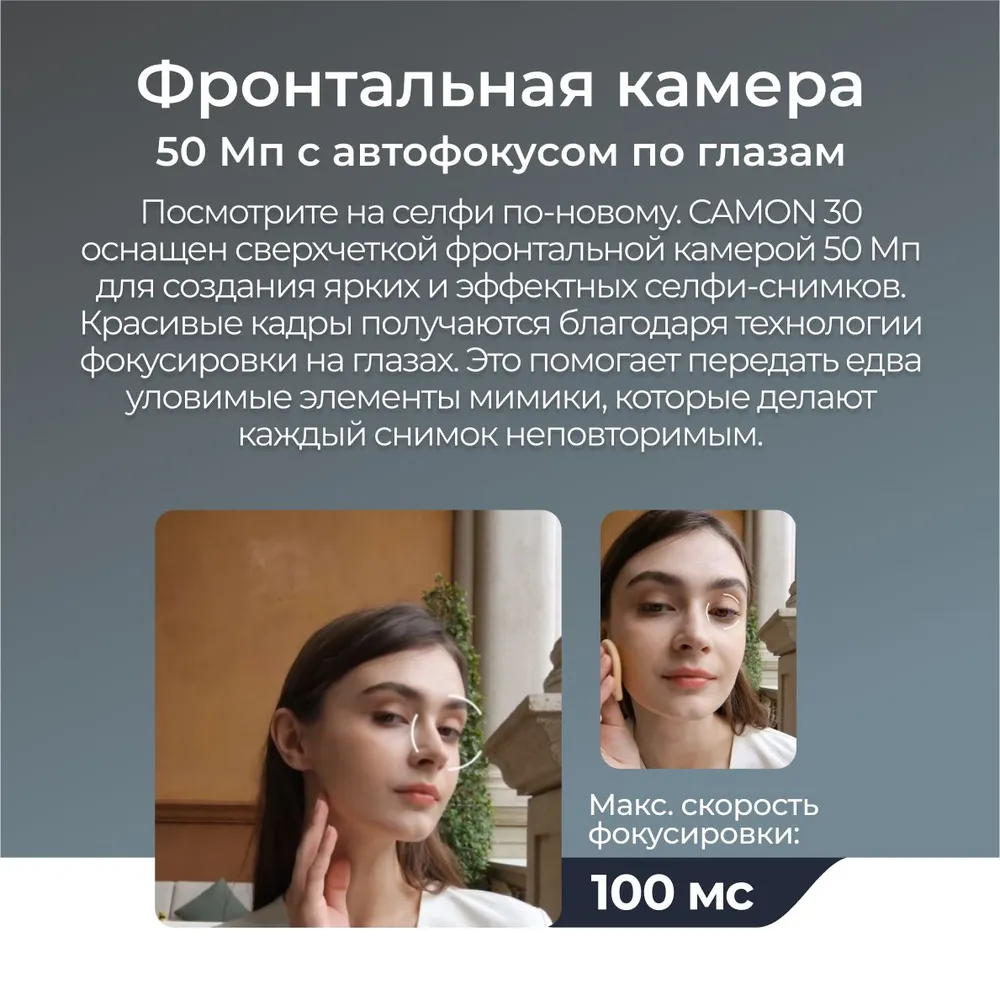 Фронтальная камера
50 Мп с автофокусом по глазам
Посмотрите на селфи по-новому. CAMON 30
оснащен сверхчеткой фронтальной камерой 50 Мп
для создания ярких и эффектных селфи-снимков.
Красивые кадры получаются благодаря технологии
фокусировки на глазах. Это помогает передать едва
уловимые элементы мимики, которые делают
каждый снимок неповторимым.
Макс. скорость
фокусировки:
100 мс